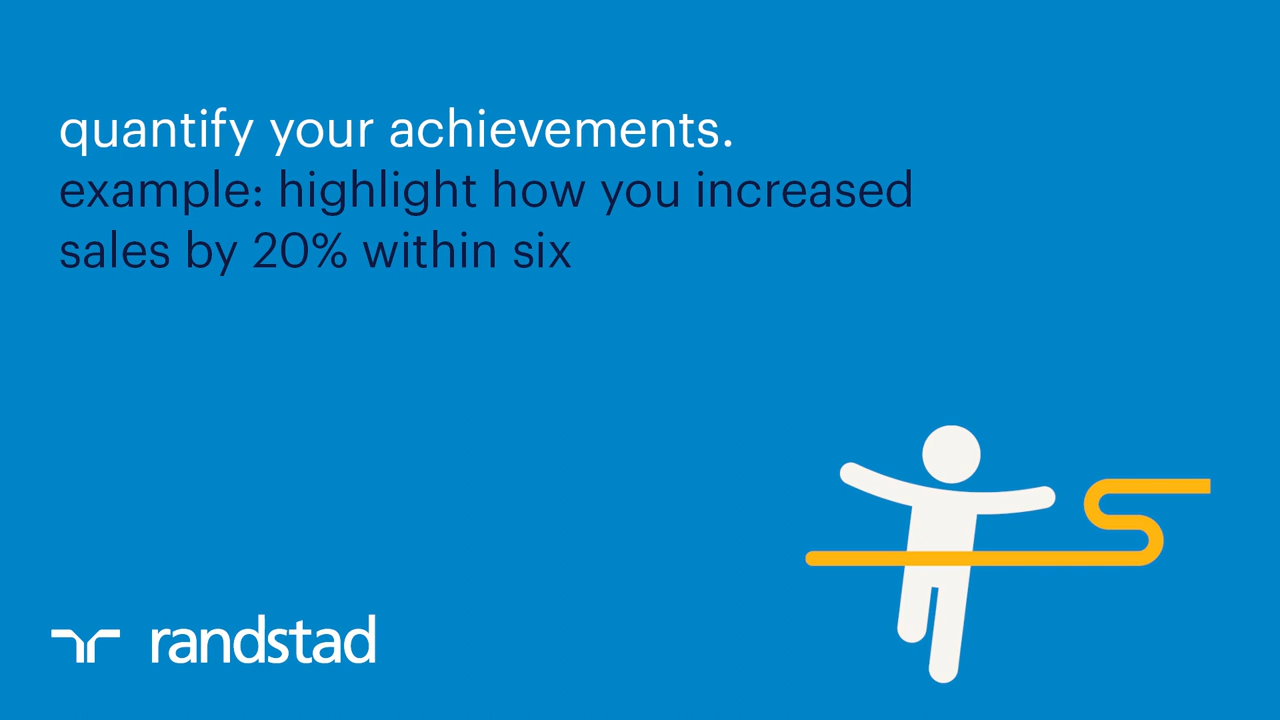 quantify your achievements.
example: highlight how you increased
sales by 20% within six
randstad